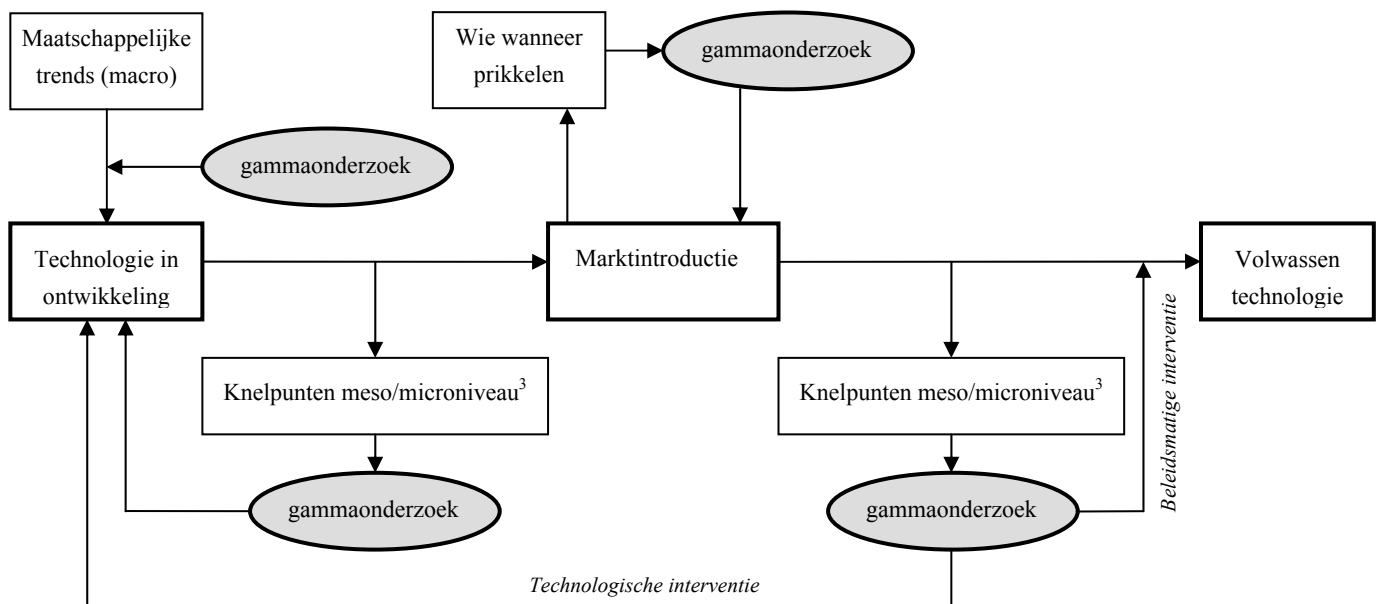 Maatschappelijke
trends (macro)
Wie wanneer
prikkelen
gammaonderzoek
gammaonderzoek
Technologie in
ontwikkeling
Marktintroductie
Volwassen
technologie
Knelpunten meso/microniveau³
Knelpunten meso/microniveau³
Beleidsmatige interventie
gammaonderzoek
gammaonderzoek
Technologische interventie